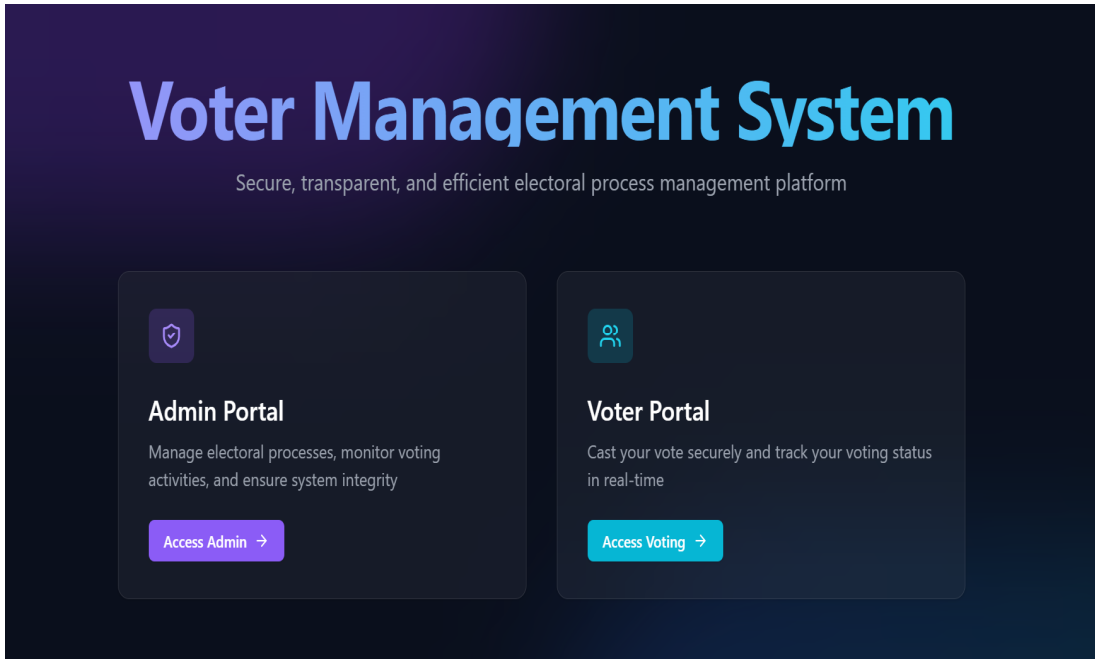 Voter Management System
Secure, transparent, and efficient electoral process management platform
Admin Portal
Manage electoral processes, monitor voting
activities, and ensure system integrity
Access Admin →
Voter Portal
Cast your vote securely and track your voting status
in real-time
Access Voting →